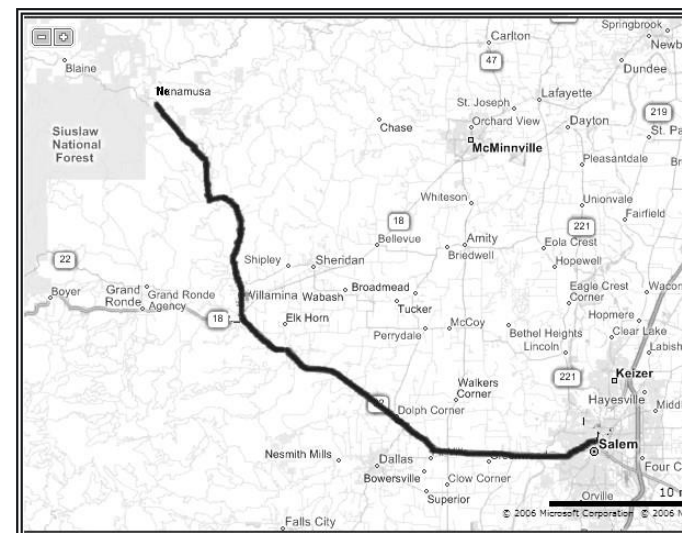 Springbrook
Carlton
Newb
Blaine
47
Dundee
Nenamusa
Lafayette
St. Joseph
219
Siuslaw
National
Forest
Chase
Orchard View
Dayton
St. Pa
McMinnville
Pleasantdale
Br
Whiteson
Unionvale
18
221
Fairfield
Bellevue
Amity
Eola Crest
22
Shipley
Sheridan
Briedwell
Hopewell
Boyer
Grand
Ronde
Grand Ronde
Agency
Willamina
Wabash
Broadmead
Tucker
Eagle Crest
Corner
Wacon
18
Elk Horn
Hopmere
Perrydale
McCoy
Bethel Heights
Clear Lake
Lincoln
Labish
221
Keizer
Walkers
Corner
Hayesville
22
Dolph Corner
Middl
Salem
Nesmith Mills
Dallas
Four C
Bowersville
Clow Corner
Superior
Orville
10 m
Falls City
© 2006 Microsoft Corporation © 2006 N